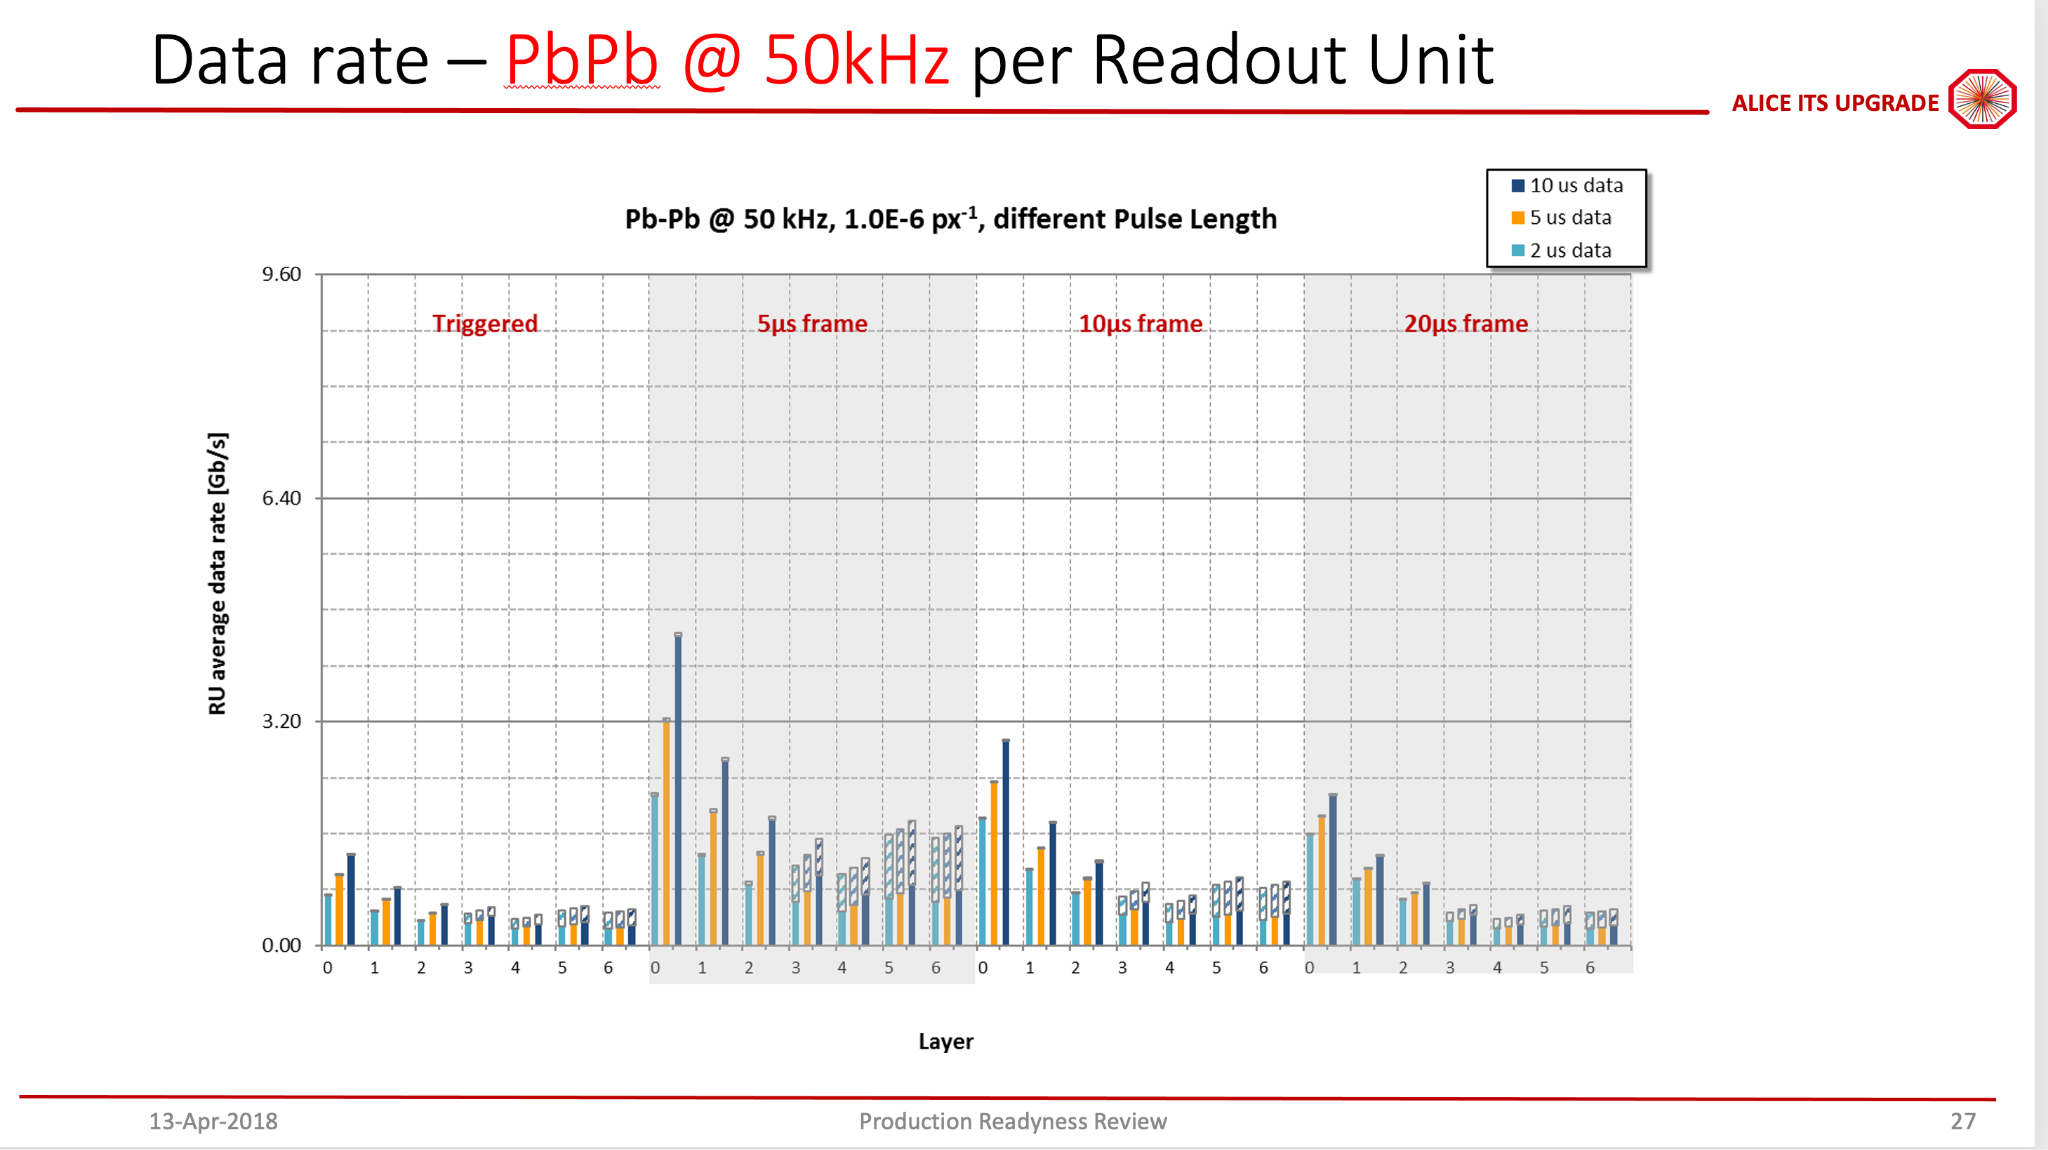 Data rate – PbPb @ 50kHz per Readout Unit
ALICE ITS UPGRADE
10 us data
5 us data
2 us data
Pb-Pb @ 50 kHz, 1.0E-6 px-1, different Pulse Length
9.60
6.40
3.20
0.00
RU average data rate [Gb/s]
Triggered 5µs frame 10µs frame 20µs frame
0 1 2 3 4 5 6 0 1 2 3 4 5 6 0 1 2 3 4 5 6 0 1 2 3 4 5 6
Layer
13-Apr-2018 Production Readyness Review 27